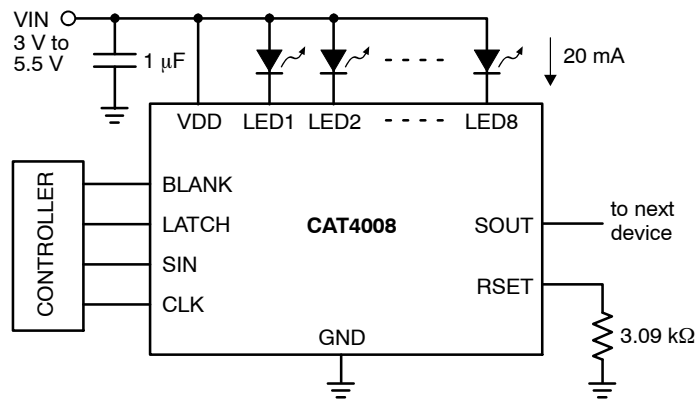 VIN
3 V to
5.5 V
1 μF
20 mA
VDD LED1 LED2 LED8
CONTROLLER
BLANK
LATCH
SIN
CLK
CAT4008
SOUT
RSET
GND
to next
device
3.09 kΩ